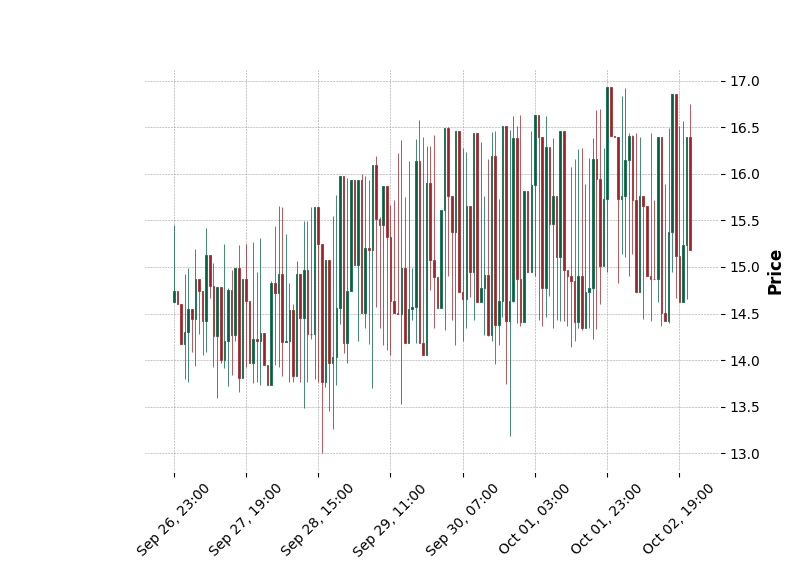 17.0
16.5
16.0
15.5
15.0
14.5
14.0
13.5
13.0
Price
Sep 26, 23:00
Sep 27, 19:00
Sep 28, 15:00
Sep 29, 11:00
Sep 30, 07:00
Oct 01, 03:00
Oct 01, 23:00
Oct 02, 19:00